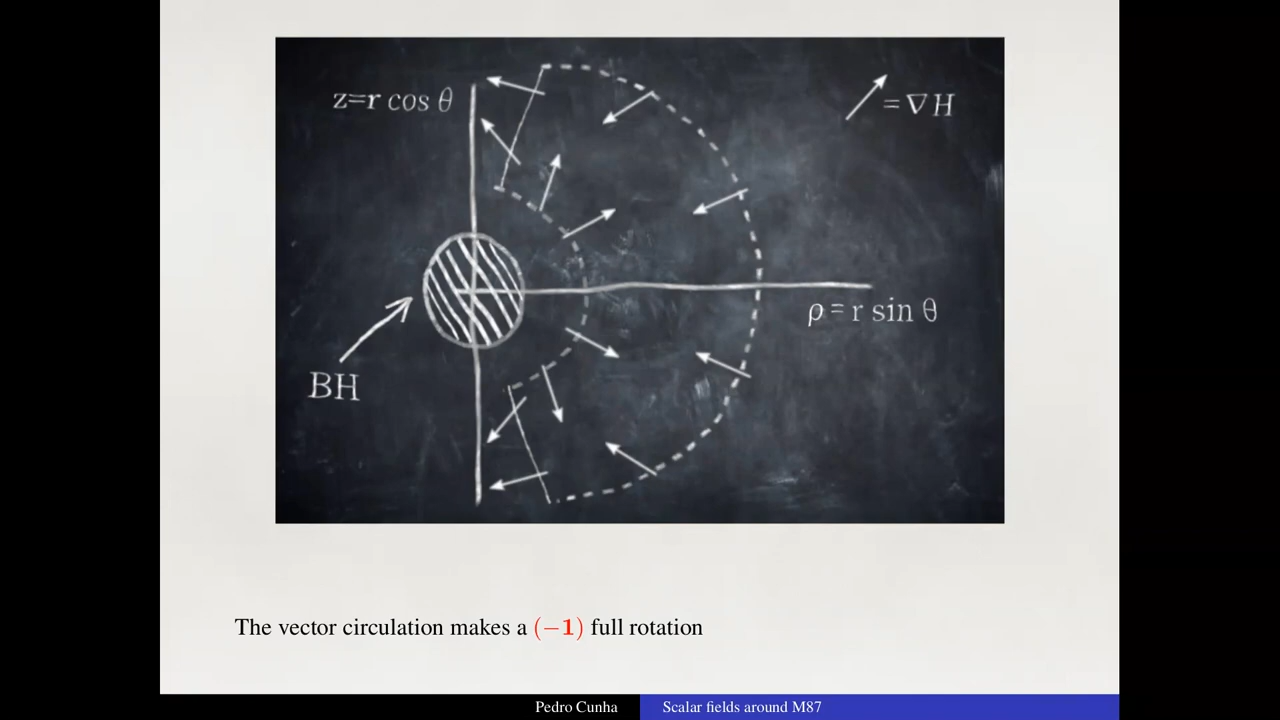 z=r cos θ
= ∇H
ρ = r sin θ
BH
The vector circulation makes a (−1) full rotation
Pedro Cunha
Scalar fields around M87